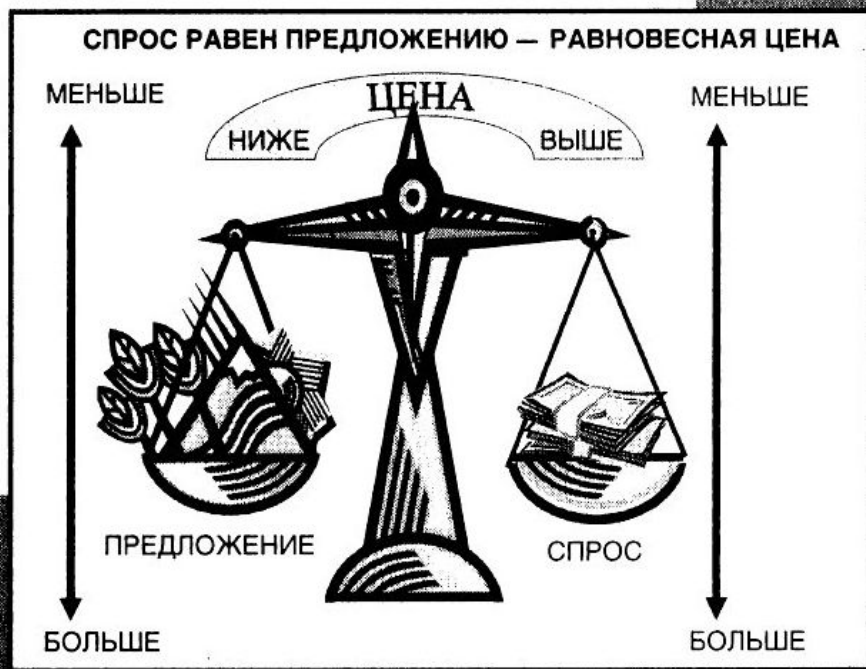 СПРОС РАВЕН ПРЕДЛОЖЕНИЮ — РАВНОВЕСНАЯ ЦЕНА
МЕНЬШЕ
ЦЕНА
МЕНЬШЕ
НИЖЕ
ВЫШЕ
ПРЕДЛОЖЕНИЕ
СПРОС
БОЛЬШЕ
БОЛЬШЕ